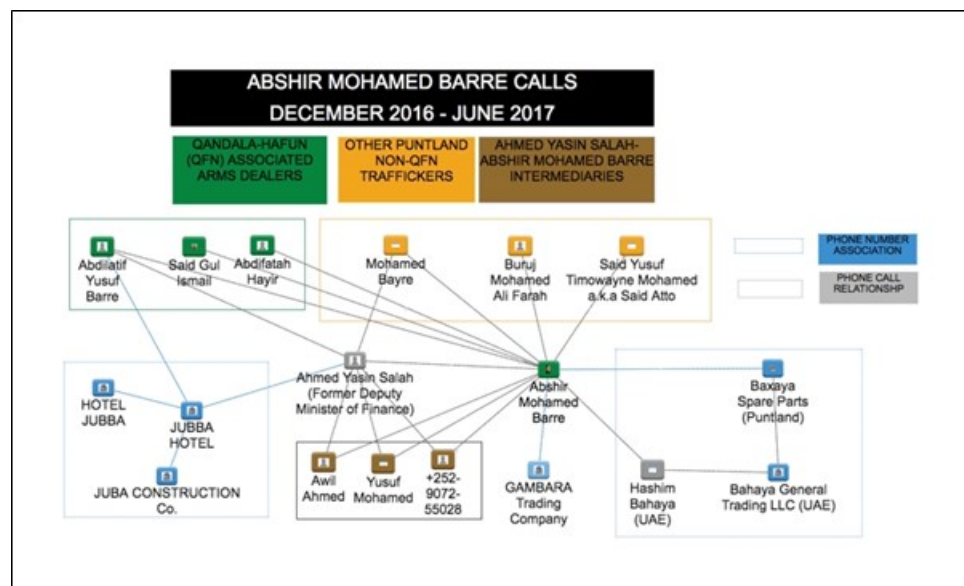 ABSHIR MOHAMED BARRE CALLS
DECEMBER 2016 - JUNE 2017
QANDALA-HAFUN
(QFN) ASSOCIATED
ARMS DEALERS
OTHER PUNTLAND
NON-QFN
TRAFFICKERS
AHMED YASIN SALAH-
ABSHIR MOHAMED BARRE
INTERMEDIARIES
Abdilatif
Yusuf
Barre
Said Gul
Ismail
Abdifatah
Hayir
Mohamed
Bayre
Buruj
Mohamed
Ali Farah
Said Yusuf
Timowayne Mohamed
a.k.a Said Atto
PHONE NUMBER
ASSOCIATION
PHONE CALL
RELATIONSHP
HOTEL
JUBBA
JUBBA
HOTEL
JUBA CONSTRUCTION
Co.
Ahmed Yasin Salah
(Former Deputy
Minister of Finance)
Abshir
Mohamed
Barre
Baxaya
Spare Parts
(Puntland)
Awil
Ahmed
Yusuf
Mohamed
+252-
9072-
55028
GAMBARA
Trading
Company
Hashim
Bahaya
(UAE)
Bahaya General
Trading LLC (UAE)